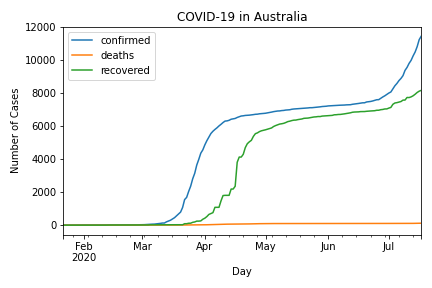 COVID-19 in Australia
confirmed
deaths
recovered
Number of Cases
12000
10000
8000
6000
4000
2000
0
Feb Mar Apr May Jun Jul
2020
Day